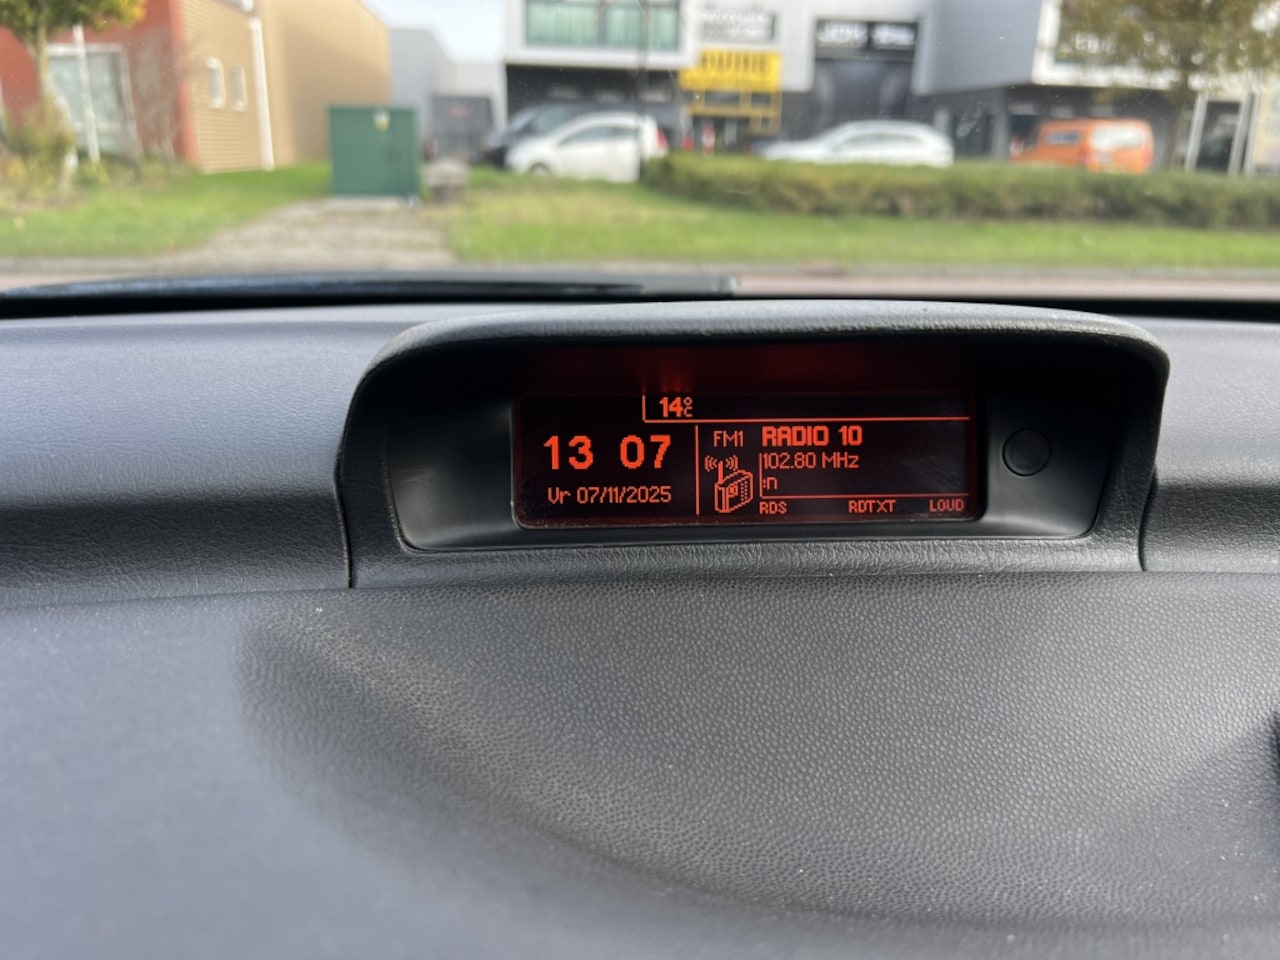 14°C
13 07
FM1 RADIO 10
102.80 MHz
:n
Vr 07/11/2025
RDS RDTXT LOUD